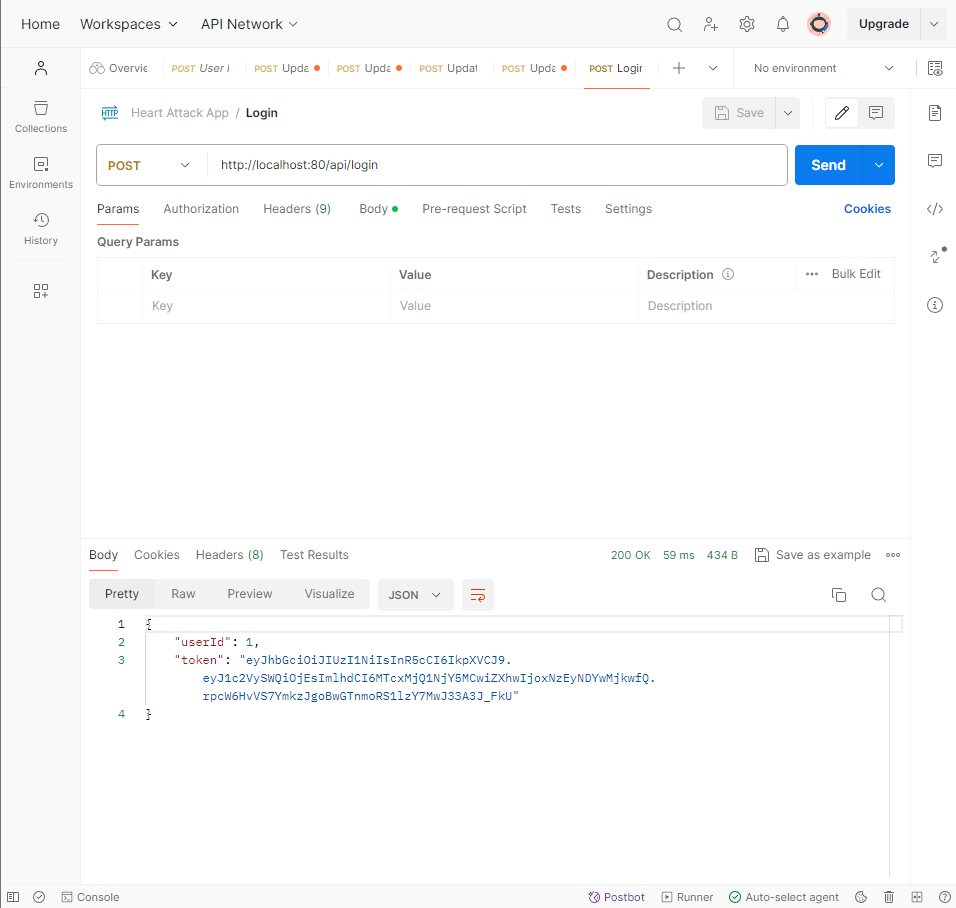 Home Workspaces API Network Upgrade
Overvie POST User I POST Upda POST Upda POST Updat POST Upda POST Login No environment
Collections
Environments
History
HTTP Heart Attack App / Login Save
POST http://localhost:80/api/login Send
Params Authorization Headers (9) Body Pre-request Script Tests Settings Cookies
Query Params
Key Value Description Bulk Edit
Key Value Description
Body Cookies Headers (8) Test Results 200 OK 59 ms 434 B Save as example
Pretty Raw Preview Visualize JSON
1 {
2 "userId": 1,
3 "token": "eyJhbGciOiJIUzI1NiIsInR5cCI6IkpXVCJ9.
eyJ1c2VySWQiOjEsImlhdCI6MTcxMjQ1NjY5MCwiZXhwIjoxNzEyNDYwMjkwfQ.
rpcW6HvVS7YmkzJgoBwGTnmoRS1lzY7MwJ33A3J_FkU"
4 }
Console Postbot Runner Auto-select agent